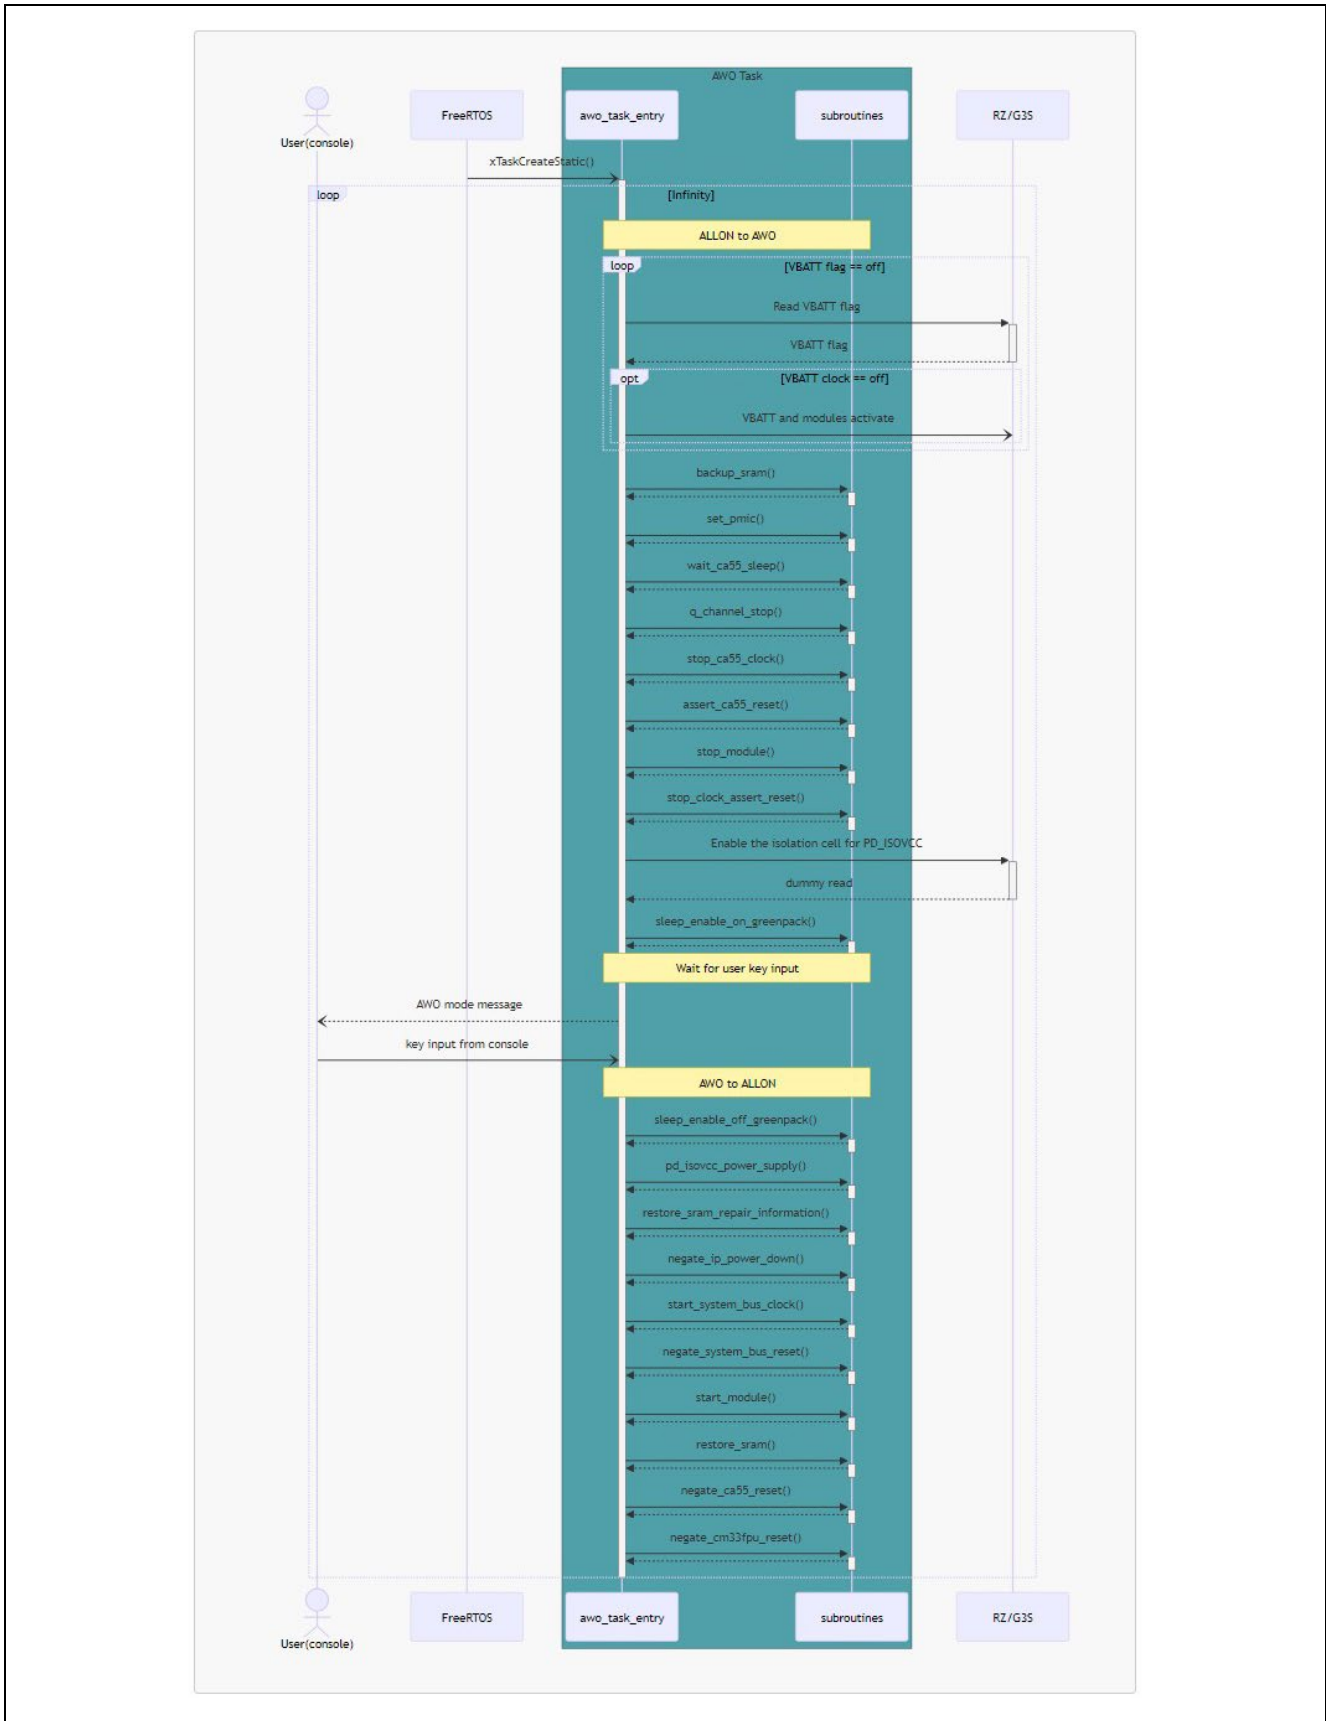 AWO Task
User(console)
FreeRTOS
awo_task_entry
subroutines
RZ/G3S
xTaskCreateStatic()
loop
[Infinity]
ALLON to AWO
loop
[VBATT flag == off]
Read VBATT flag
VBATT flag
opt
[VBATT clock == off]
VBATT and modules activate
backup_sram()
set_pmic()
wait_ca55_sleep()
q_channel_stop()
stop_ca55_clock()
assert_ca55_reset()
stop_module()
stop_clock_assert_reset()
Enable the isolation cell for PD_ISOVCC
dummy read
sleep_enable_on_greenpack()
Wait for user key input
AWO mode message
key input from console
AWO to ALLON
sleep_enable_off_greenpack()
pd_isovcc_power_supply()
restore_sram_repair_information()
negate_ip_power_down()
start_system_bus_clock()
negate_system_bus_reset()
start_module()
restore_sram()
negate_ca55_reset()
negate_cm33fpu_reset()
User(console)
FreeRTOS
awo_task_entry
subroutines
RZ/G3S